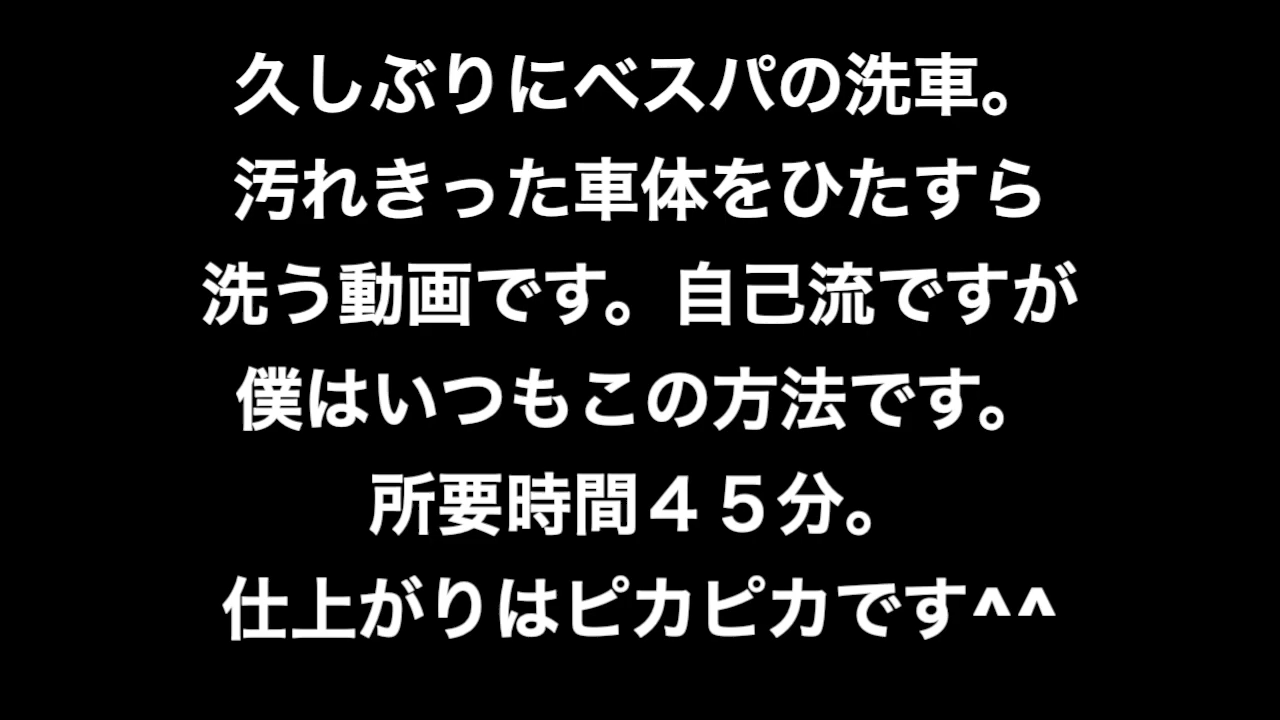 久しぶりにベスパの洗車。
汚れきった車体をひたすら
洗う動画です。自己流ですが
僕はいつもこの方法です。
所要時間４５分。
仕上がりはピカピカです^^